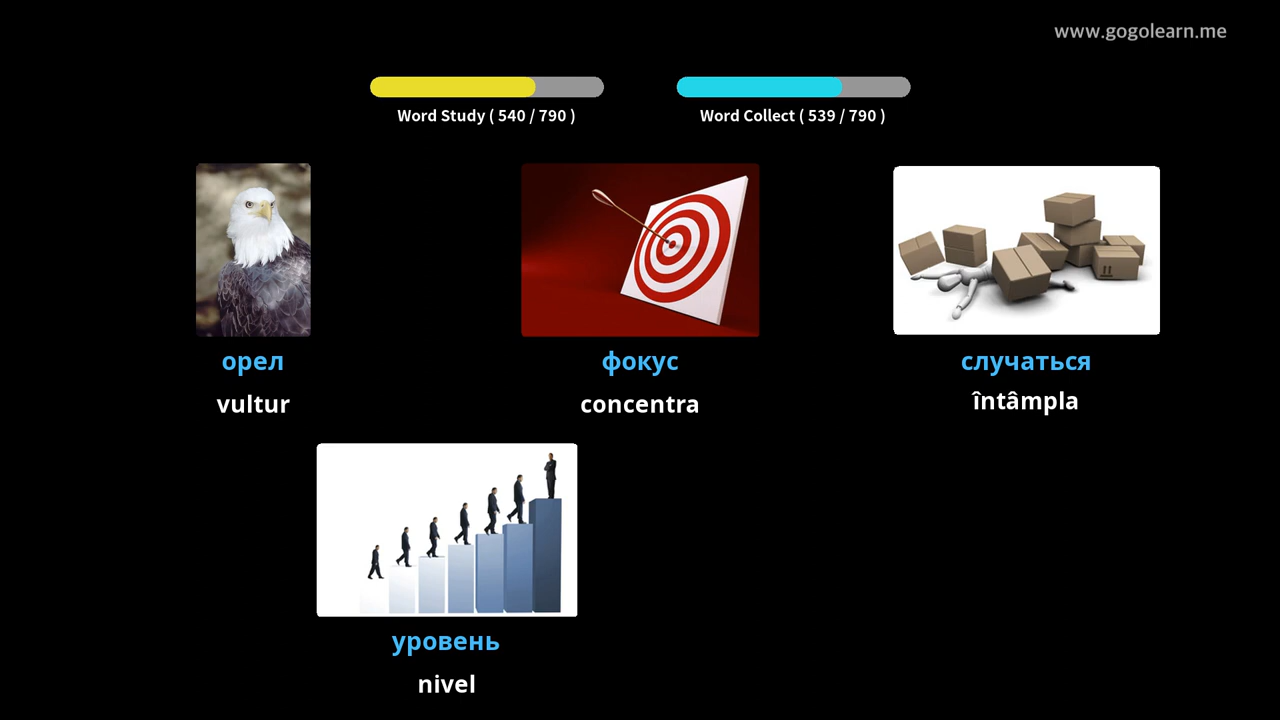 www.gogolearn.me
Word Study ( 540 / 790 )
Word Collect ( 539 / 790 )
орел
фокус
случаться
vultur
concentra
întâmpla
уровень
nivel